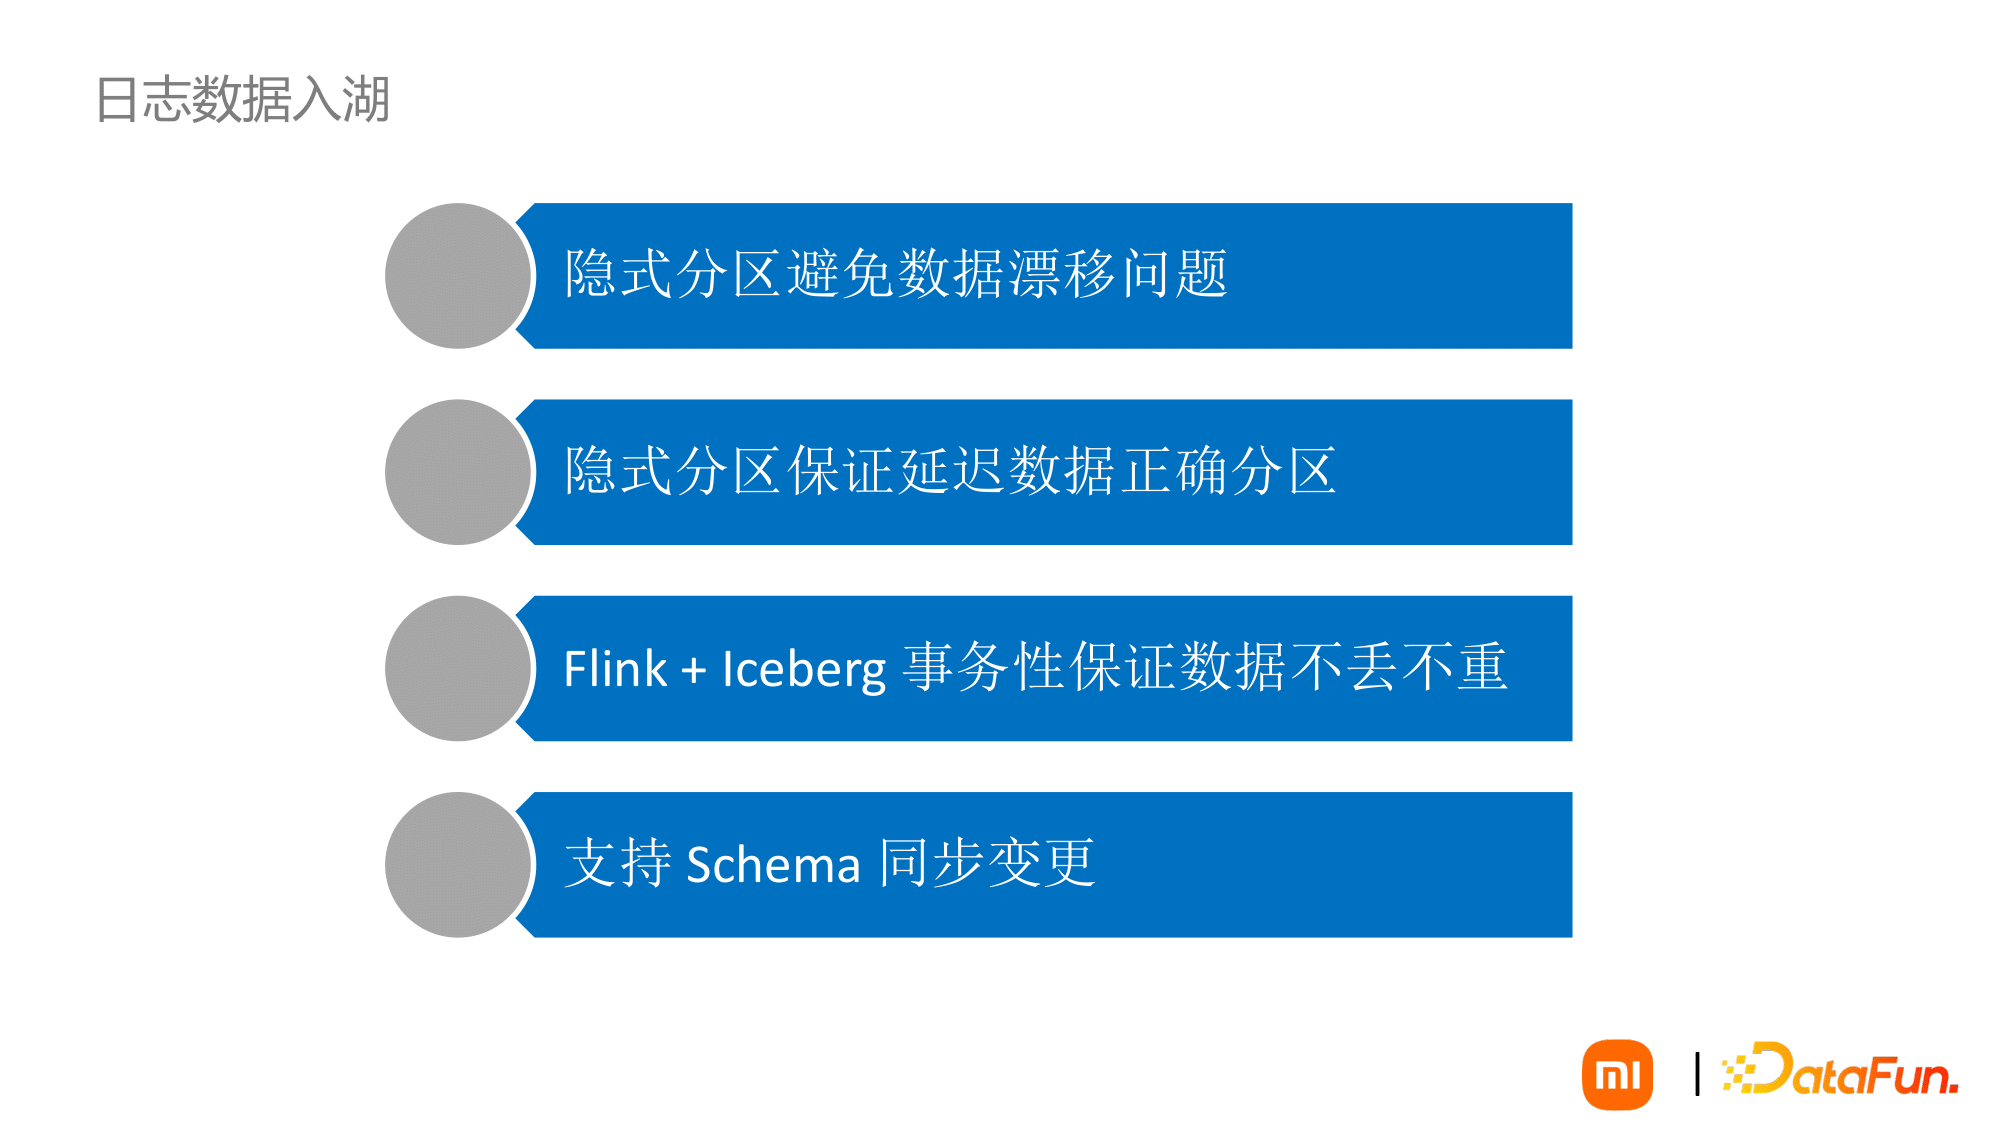 日志数据入湖
隐式分区避免数据漂移问题
隐式分区保证延迟数据正确分区
Flink + Iceberg 事务性保证数据不丢不重
支持 Schema 同步变更
mi | DataFun.